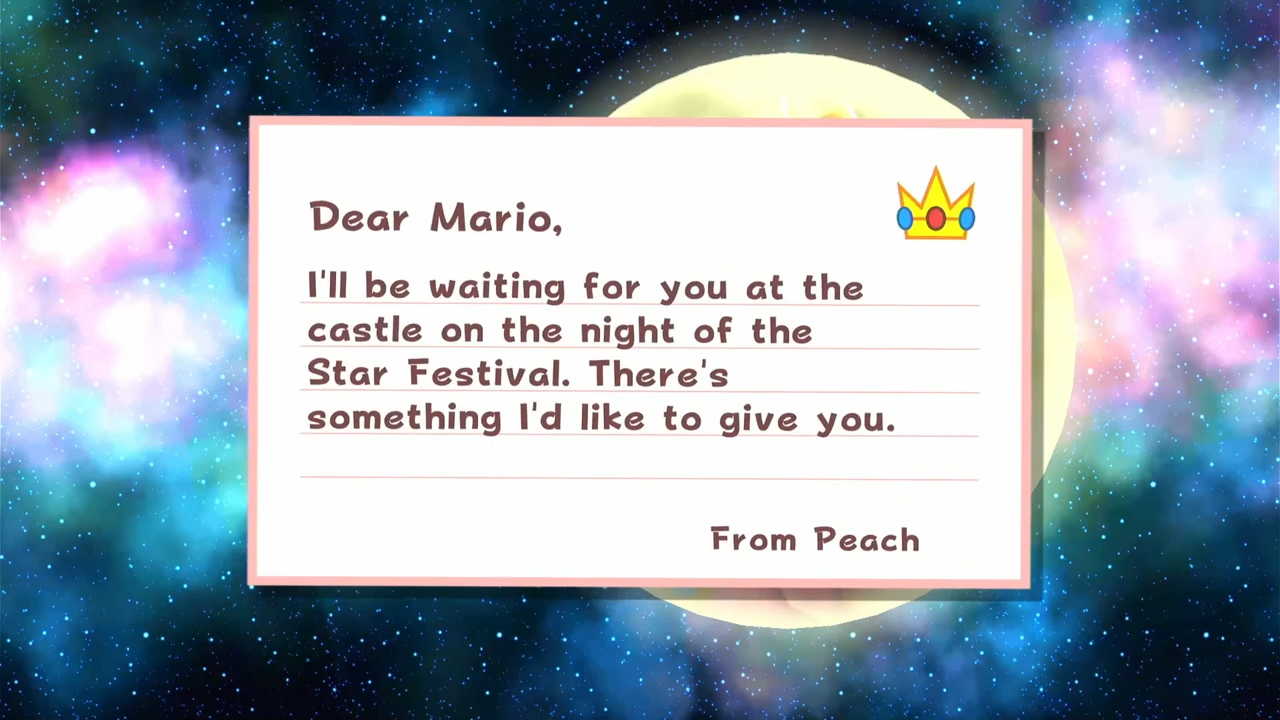 Dear Mario,
I'll be waiting for you at the
castle on the night of the
Star Festival. There's
something I'd like to give you.
From Peach